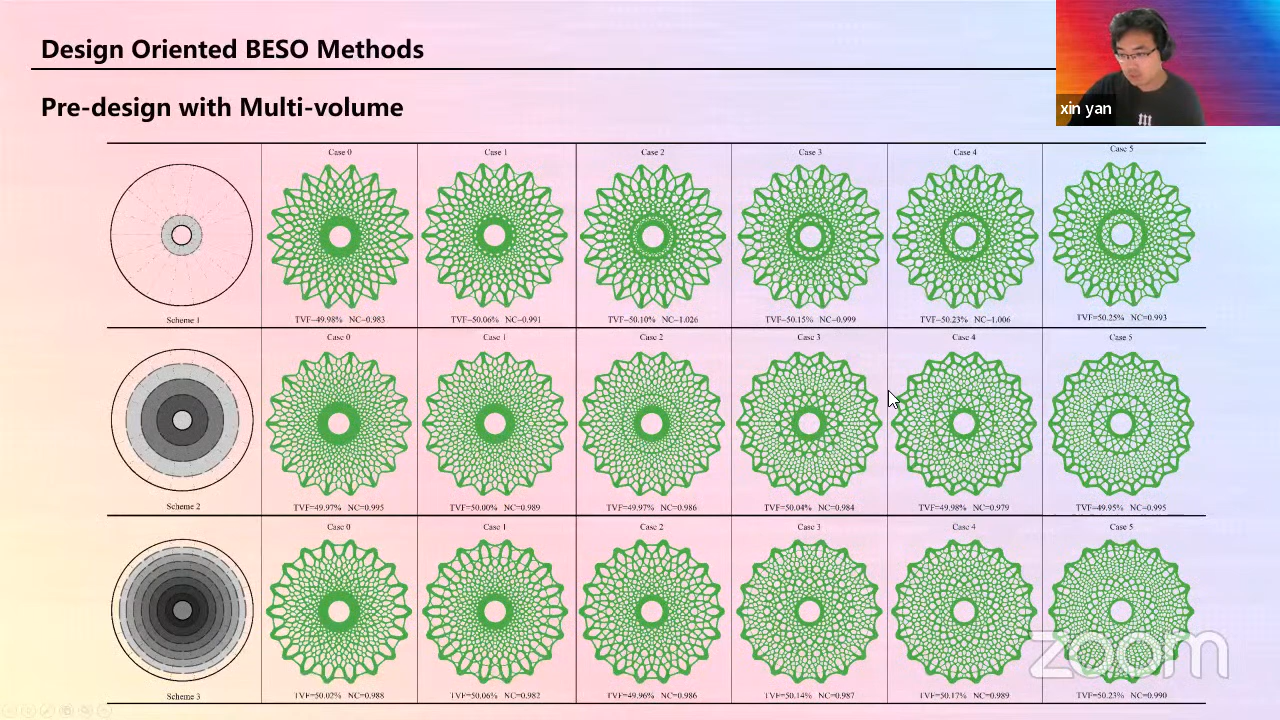 Design Oriented BESO Methods
xin yan
Pre-design with Multi-volume
Case 0 Case 1 Case 2 Case 3 Case 4 Case 5
Scheme 1 TVF=49.98% NC=0.983 TVF=50.06% NC=0.991 TVF=50.10% NC=1.026 TVF=50.15% NC=0.999 TVF=50.23% NC=1.006 TVF=50.25% NC=0.993
Case 0 Case 1 Case 2 Case 3 Case 4 Case 5
Scheme 2 TVF=49.97% NC=0.995 TVF=50.00% NC=0.989 TVF=49.97% NC=0.986 TVF=50.04% NC=0.984 TVF=49.98% NC=0.979 TVF=49.95% NC=0.995
Case 0 Case 1 Case 2 Case 3 Case 4 Case 5
zoom
Scheme 3 TVF=50.02% NC=0.988 TVF=50.06% NC=0.982 TVF=49.96% NC=0.986 TVF=50.14% NC=0.987 TVF=50.17% NC=0.989 TVF=50.23% NC=0.990